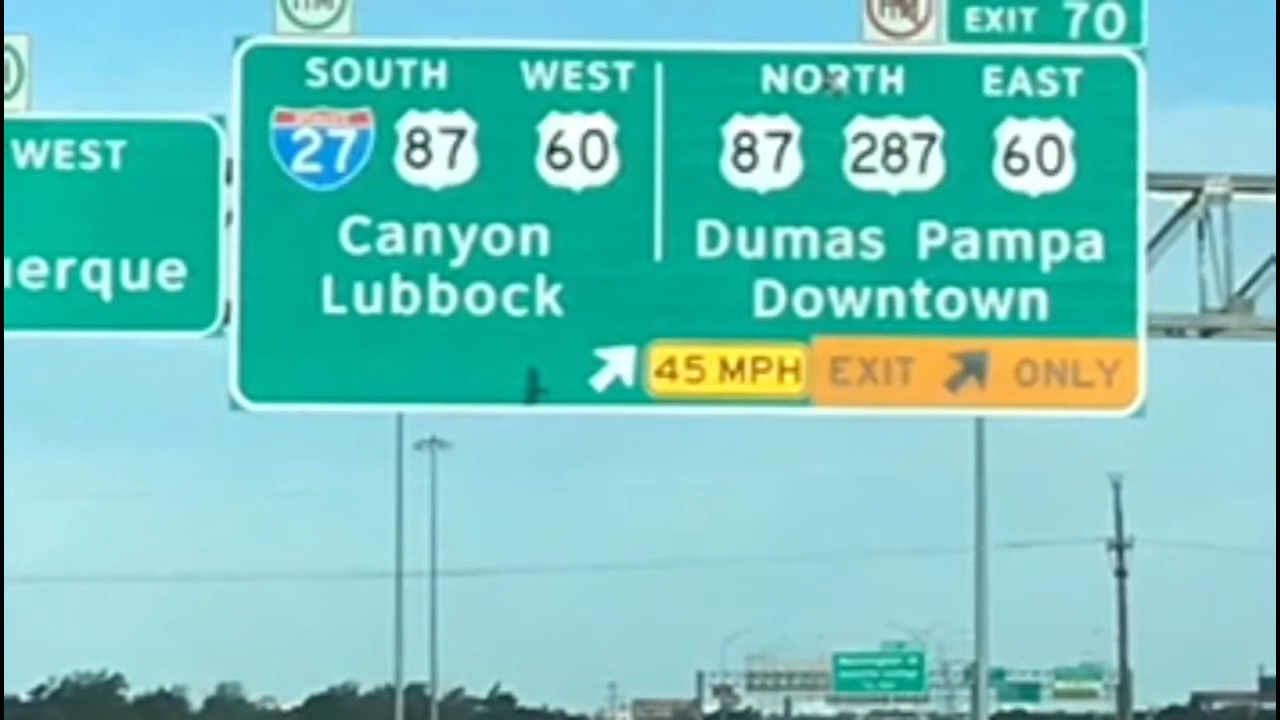 EXIT 70
SOUTH WEST
27 87 60
Canyon
Lubbock
NORTH EAST
87 287 60
Dumas Pampa
Downtown
45 MPH EXIT ONLY
WEST
uerque